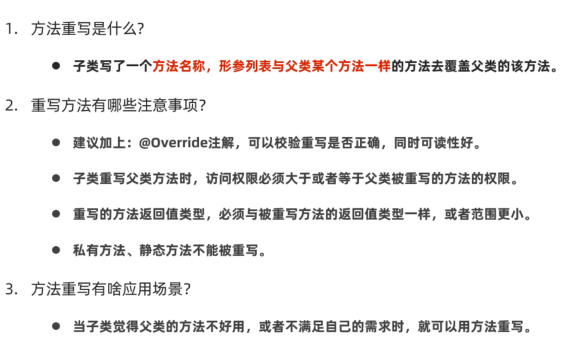 1. 方法重写是什么?
● 子类写了一个方法名称，形参列表与父类某个方法一样的方法去覆盖父类的该方法。
2. 重写方法有哪些注意事项?
● 建议加上：@Override注解，可以校验重写是否正确，同时可读性好。
● 子类重写父类方法时，访问权限必须大于或者等于父类被重写的方法的权限。
● 重写的方法返回值类型，必须与被重写方法的返回值类型一样，或者范围更小。
● 私有方法、静态方法不能被重写。
3. 方法重写有啥应用场景?
● 当子类觉得父类的方法不好用，或者不满足自己的需求时，就可以用方法重写。